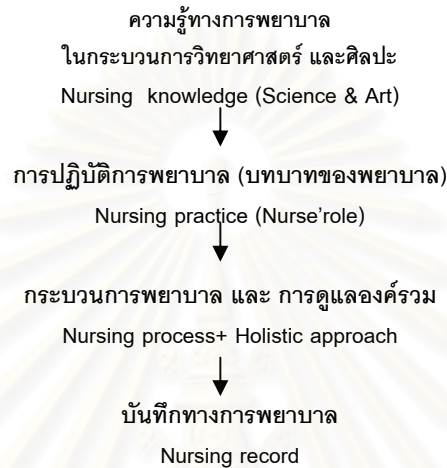 ความรู้ทางการพยาบาล
ในกระบวนการวิทยาศาสตร์ และศิลปะ
Nursing knowledge (Science & Art)
การปฏิบัติการพยาบาล (บทบาทของพยาบาล)
Nursing practice (Nurse'role)
กระบวนการพยาบาล และ การดูแลองค์รวม
Nursing process+ Holistic approach
บันทึกทางการพยาบาล
Nursing record